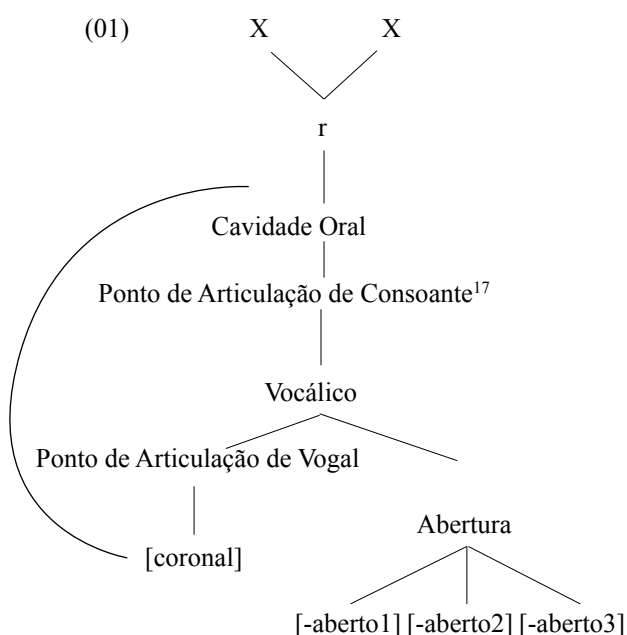 (01) X X
r
Cavidade Oral
Ponto de Articulação de Consoante¹⁷
Vocálico
Ponto de Articulação de Vogal
Abertura
[coronal]
[-aberto1] [-aberto2] [-aberto3]